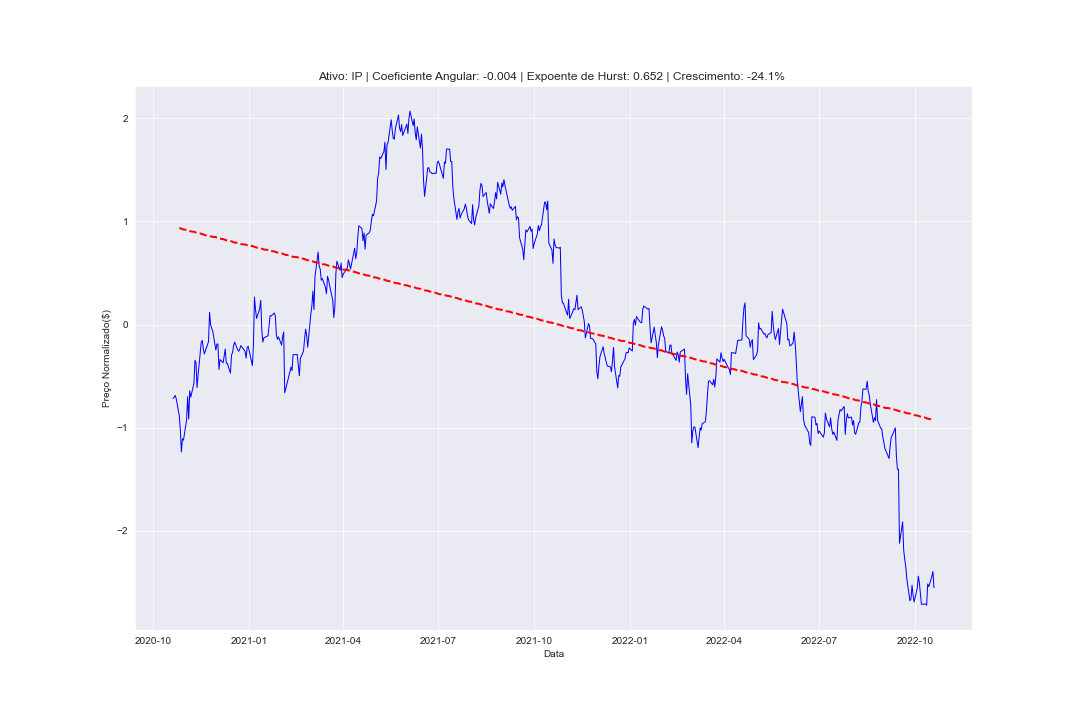 Ativo: IP | Coeficiente Angular: -0.004 | Expoente de Hurst: 0.652 | Crescimento: -24.1%
Preço Normalizado($)
2
1
0
−1
−2
2020-10 2021-01 2021-04 2021-07 2021-10 2022-01 2022-04 2022-07 2022-10
Data